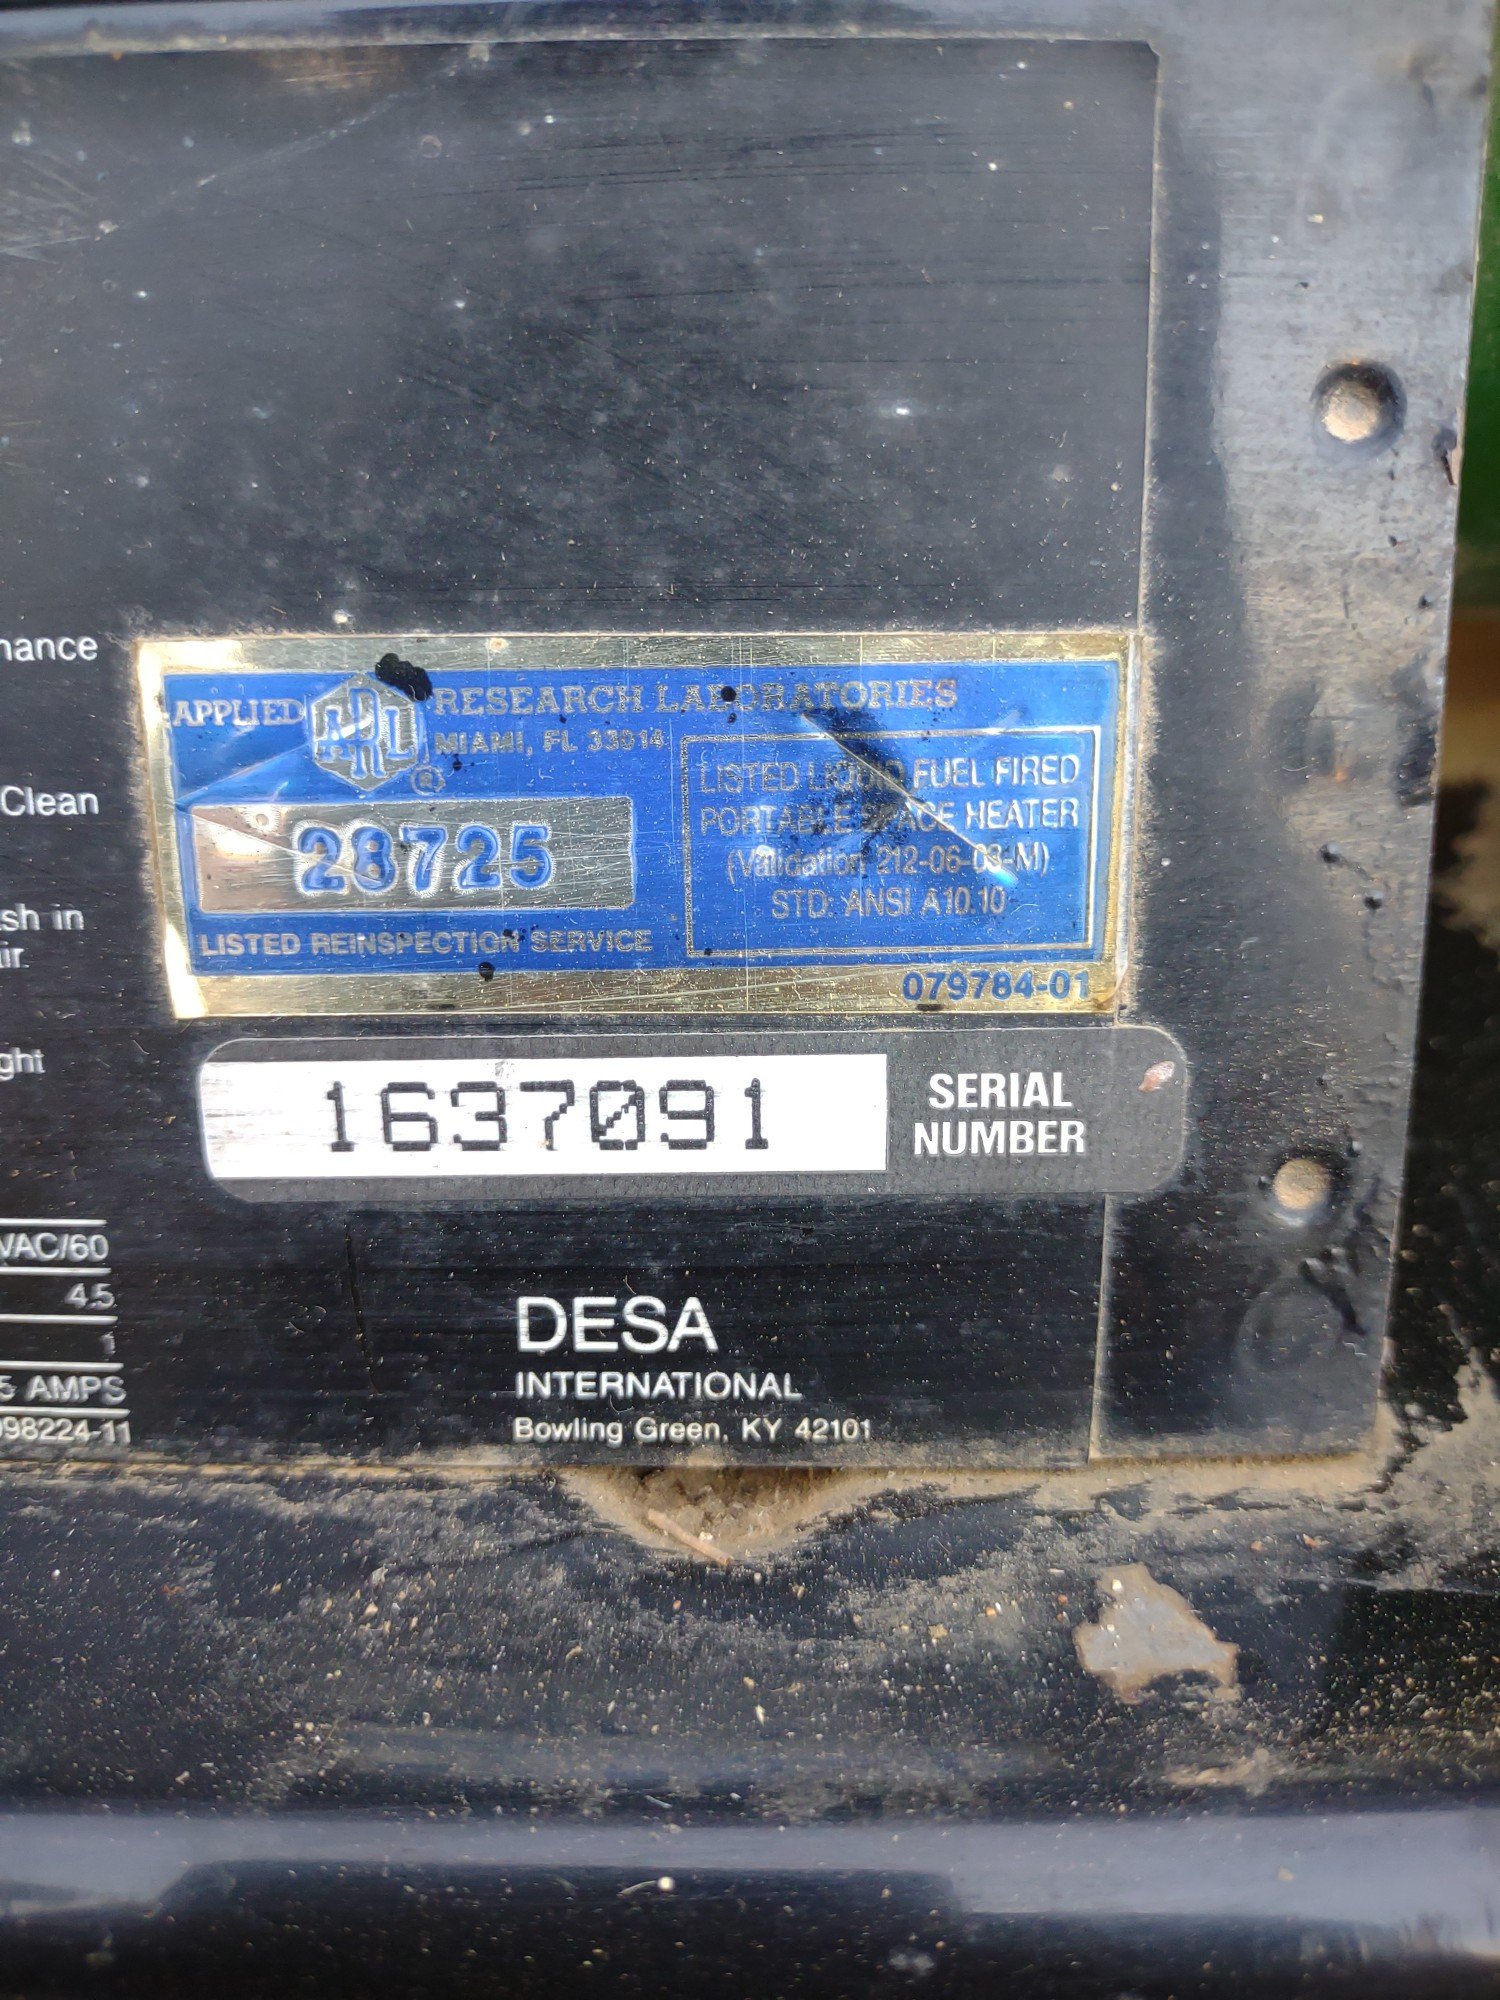 nance
Clean
sh in
ir.
ght
VAC/60
4.5
1
5 AMPS
098224-11
APPLIED ARL RESEARCH LABORATORIES
®
MIAMI, FL 33014
28725
LISTED REINSPECTION SERVICE
LISTED LIQUID FUEL FIRED
PORTABLE SPACE HEATER
(Validation 212-06-03-M)
STD: ANSI A10.10
079784-01
1637091
SERIAL
NUMBER
DESA
INTERNATIONAL
Bowling Green, KY 42101